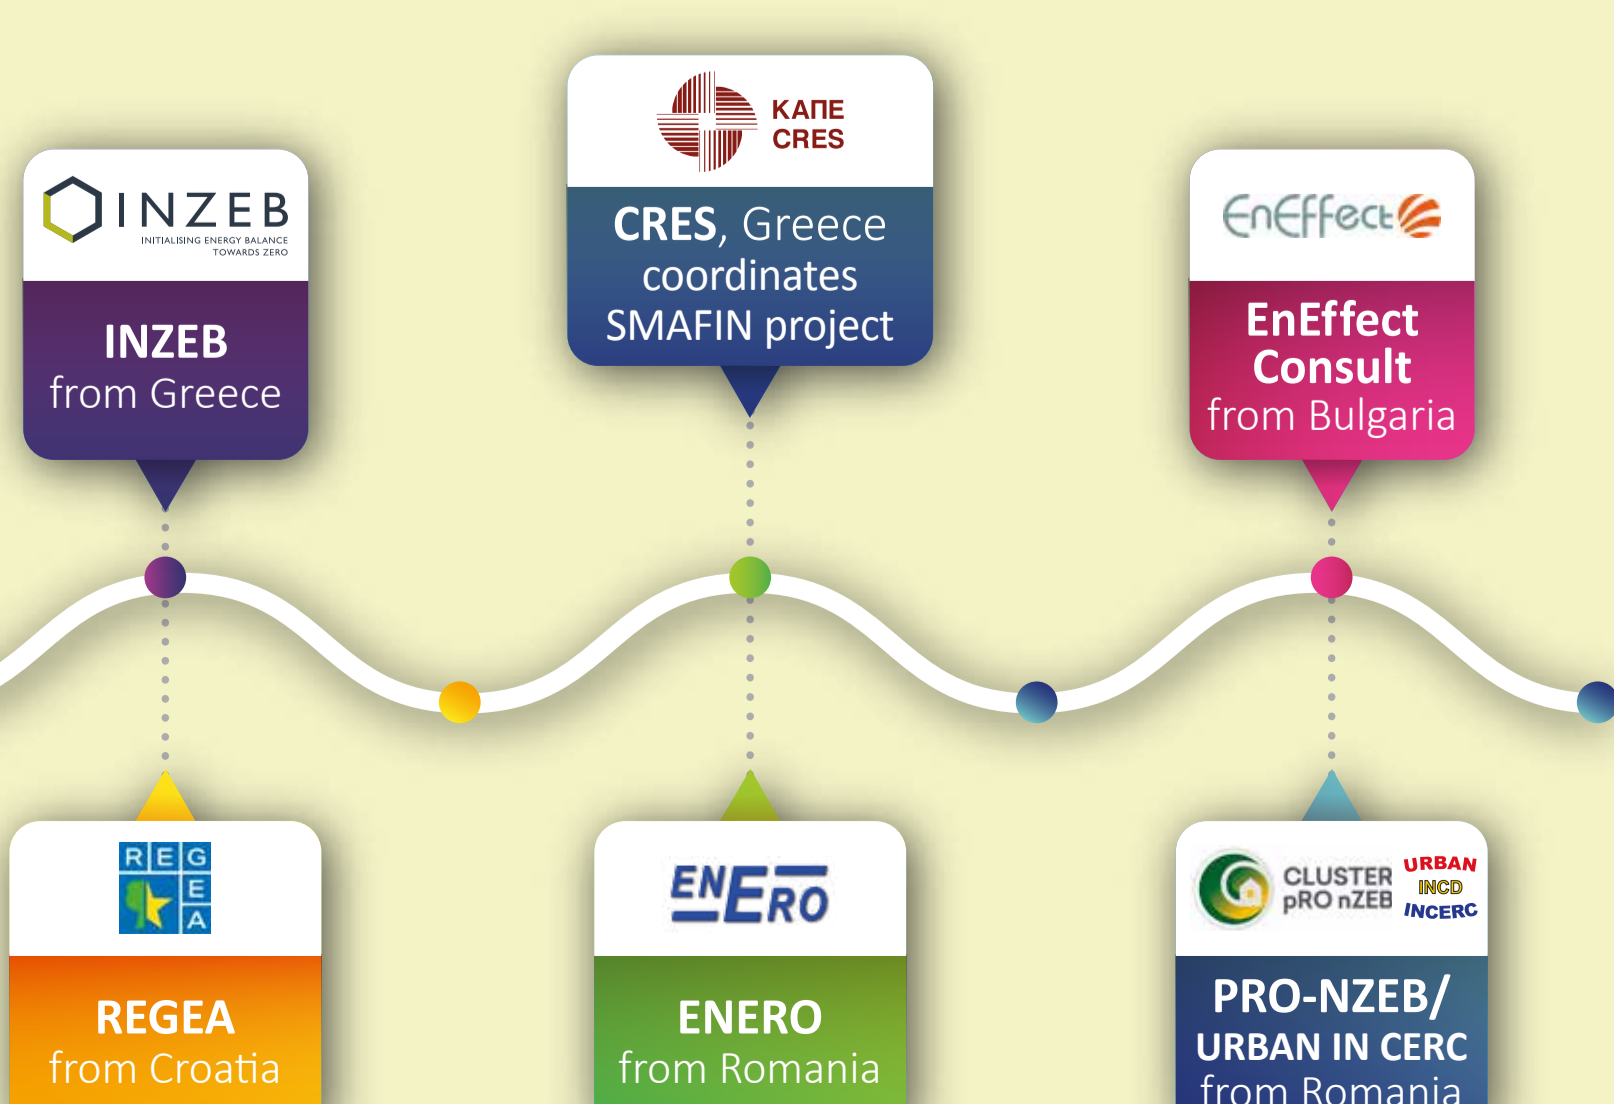 INZEB
INITIALISING ENERGY BALANCE
TOWARDS ZERO
INZEB
from Greece
ΚΑΠΕ
CRES
CRES, Greece
coordinates
SMAFIN project
EnEffect
EnEffect
Consult
from Bulgaria
REG
E
A
REGEA
from Croatia
ENERO
ENERO
from Romania
CLUSTER
pRO nZEB
URBAN
INCD
INCERC
PRO-NZEB/
URBAN IN CERC
from Romania